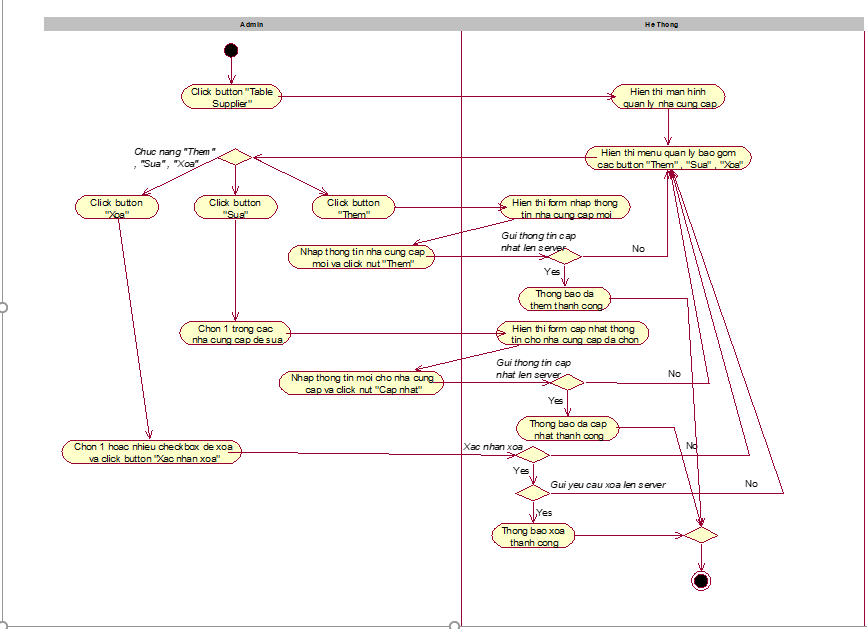 Admin
He Thong
Click button "Table
Supplier"
Hien thi man hinh
quan ly nha cung cap
Chuc nang "Them"
, "Sua" , "Xoa"
Hien thi menu quan ly bao gom
cac button "Them" , "Sua" , "Xoa"
Click button
"Xoa"
Click button
"Sua"
Click button
"Them"
Hien thi form nhap thong
tin nha cung cap moi
Gui thong tin cap
nhat len server
No
Nhap thong tin nha cung cap
moi va click nut "Them"
Yes
Thong bao da
them thanh cong
Chon 1 trong cac
nha cung cap de sua
Hien thi form cap nhat thong
tin cho nha cung cap da chon
Gui thong tin cap
nhat len server
No
Nhap thong tin moi cho nha cung
cap va click nut "Cap nhat"
Yes
Thong bao da cap
nhat thanh cong
Chon 1 hoac nhieu checkbox de xoa
va click button "Xac nhan xoa"
Xac nhan xoa
No
Yes
Gui yeu cau xoa len server
No
Yes
Thong bao xoa
thanh cong